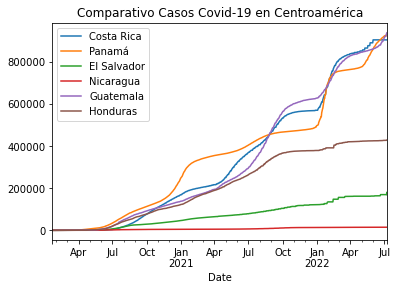 Comparativo Casos Covid-19 en Centroamérica
Costa Rica
Panamá
El Salvador
Nicaragua
Guatemala
Honduras
800000
600000
400000
200000
0
Apr Jul Oct Jan Apr Jul Oct Jan Apr Jul
2021 2022
Date